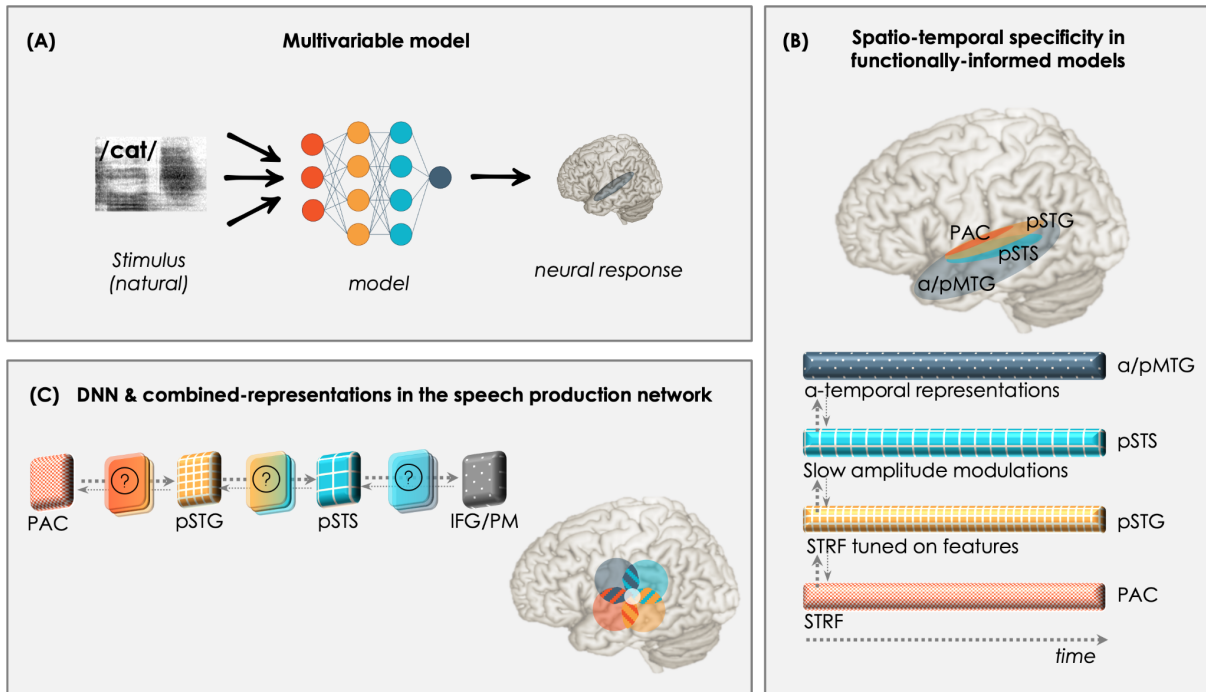 (A)
Multivariable model
/cat/
Stimulus
(natural)
model
neural response
(B)
Spatio-temporal specificity in
functionally-informed models
PAC
pSTG
pSTS
a/pMTG
a/pMTG
a-temporal representations
pSTS
Slow amplitude modulations
pSTG
STRF tuned on features
PAC
STRF
time
(C) DNN & combined-representations in the speech production network
?
?
?
PAC
pSTG
pSTS
IFG/PM